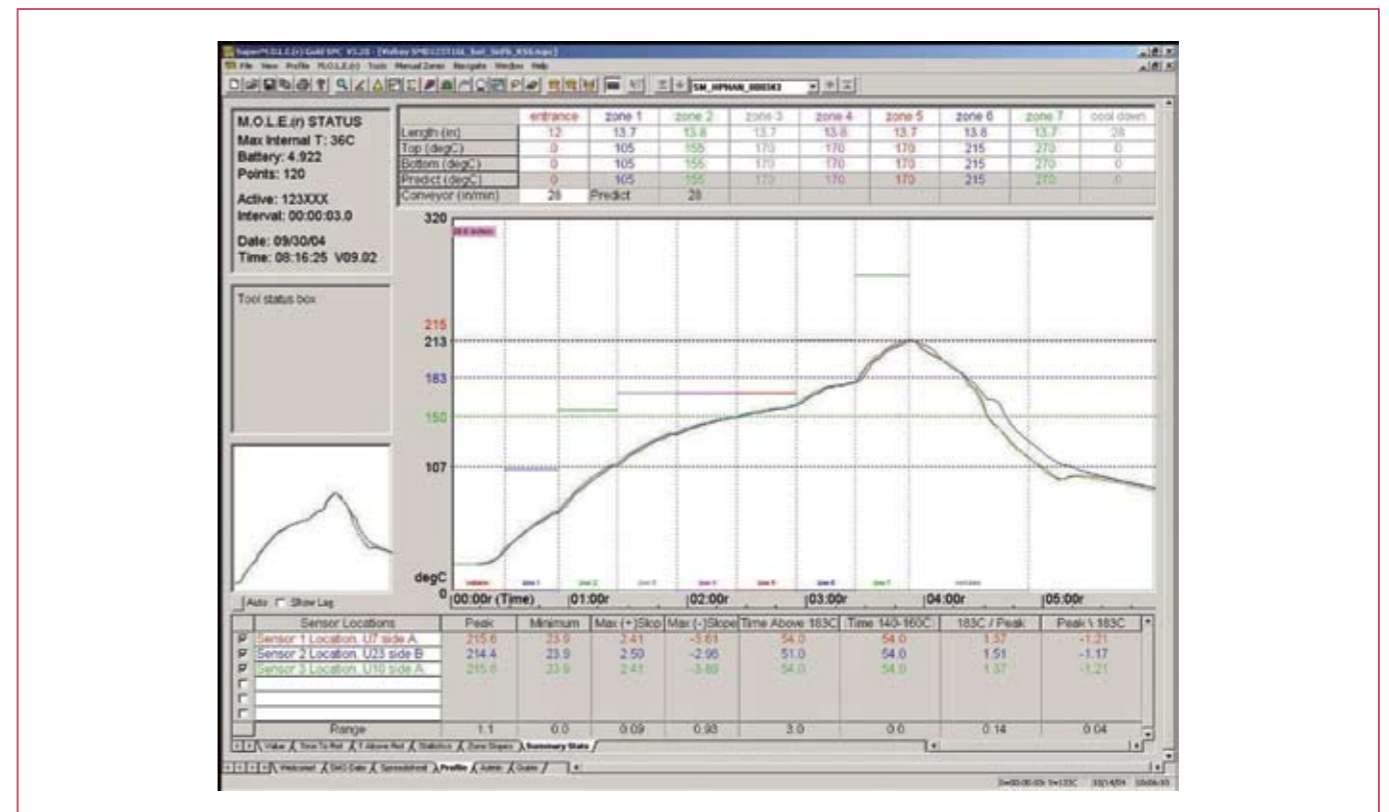 File View Profile M.O.L.E.(r) Tools Manual Zones Navigate Window Help
M.O.L.E.(r) STATUS
Max Internal T: 36C
Battery: 4.922
Points: 120
Active: 123XXX
Interval: 00:00:03.0
Date: 09/30/04
Time: 08:16:25 V09.02
Tool status box
Auto Show Lag
entrance zone 1 zone 2 zone 3 zone 4 zone 5 zone 6 zone 7 cool down
Length (in) 12 13.7 13.8 13.7 13.8 13.7 13.8 13.7 28
Top (degC) 0 105 155 170 170 170 215 270 0
Bottom (degC) 0 105 155 170 170 170 215 270 0
Predict (degC) 0 105 155 170 170 170 215 270 0
Conveyor (in/min) 28 Predict 28
320
215
213
183
150
107
degC
0
00:00r (Time) 01:00r 02:00r 03:00r 04:00r 05:00r
Sensor Locations Peak Minimum Max (+)Slop Max (-)Slope Time Above 183C Time 140-160C 183C / Peak Peak \ 183C
Sensor 1 Location. U7 side A. 215.6 23.9 2.41 -3.61 54.0 54.0 1.37 -1.21
Sensor 2 Location. U23 side B 214.4 23.9 2.50 -2.96 51.0 54.0 1.51 -1.17
Sensor 3 Location. U10 side A. 23.9 2.41 54.0 54.0 1.37 -1.21
Range 1.1 0.0 0.09 0.93 3.0 0.0 0.14 0.04
Value Summary Stats
Welcome! Spreadsheet Profile